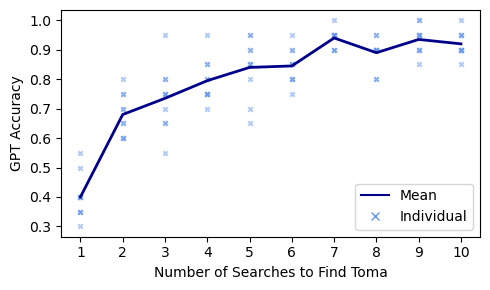 1.0
0.9
0.8
0.7
0.6
0.5
0.4
0.3
GPT Accuracy
Mean
Individual
1 2 3 4 5 6 7 8 9 10
Number of Searches to Find Toma